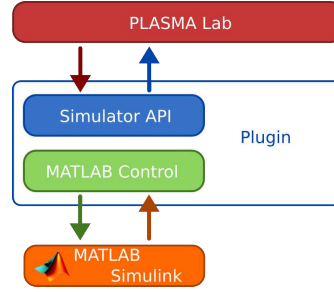 PLASMA Lab
Simulator API
Plugin
MATLAB Control
MATLAB
Simulink